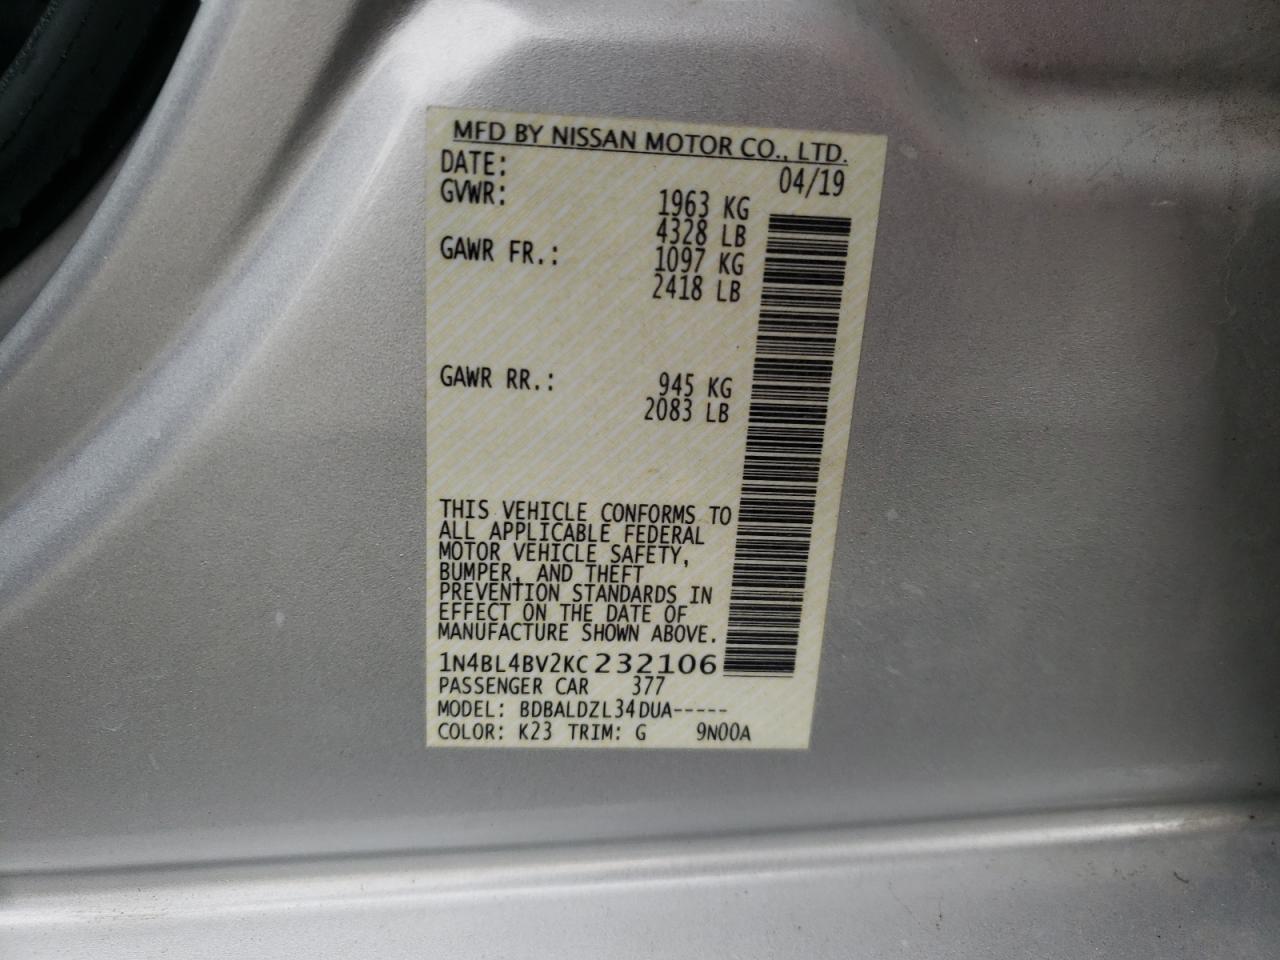 MFD BY NISSAN MOTOR CO., LTD.
DATE: 04/19
GVWR: 1963 KG
4328 LB
GAWR FR.: 1097 KG
2418 LB
GAWR RR.: 945 KG
2083 LB
THIS VEHICLE CONFORMS TO
ALL APPLICABLE FEDERAL
MOTOR VEHICLE SAFETY,
BUMPER, AND THEFT
PREVENTION STANDARDS IN
EFFECT ON THE DATE OF
MANUFACTURE SHOWN ABOVE.
1N4BL4BV2KC232106
PASSENGER CAR 377
MODEL: BDBALDZL34DUA-----
COLOR: K23 TRIM: G 9N00A